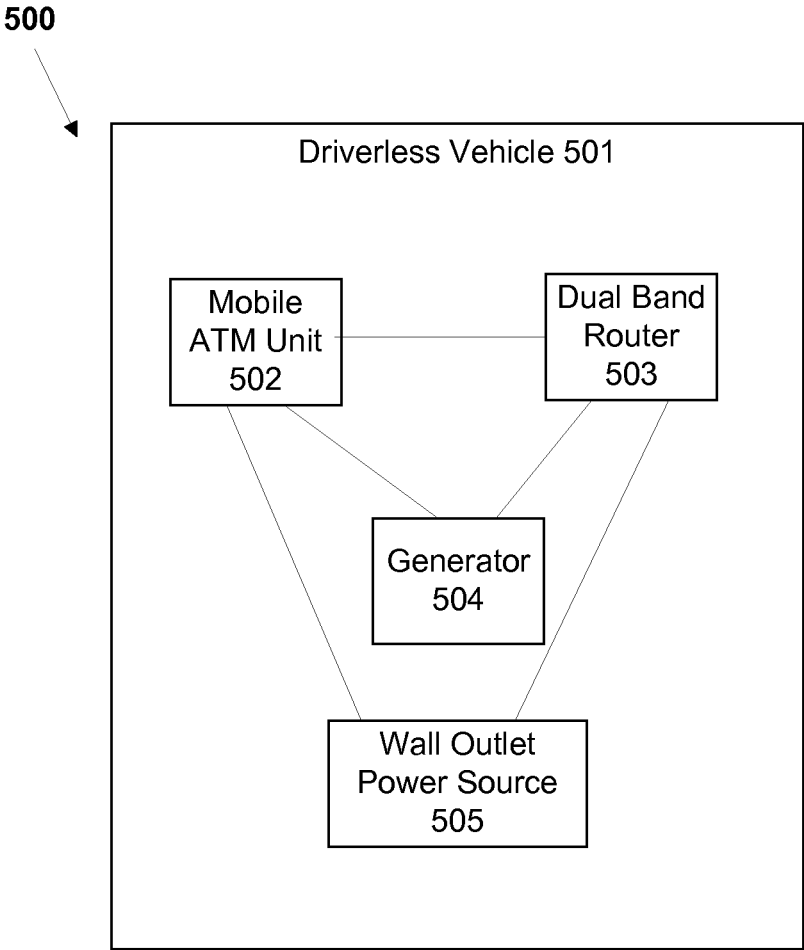 500
Driverless Vehicle 501
Mobile
ATM Unit
502
Dual Band
Router
503
Generator
504
Wall Outlet
Power Source
505